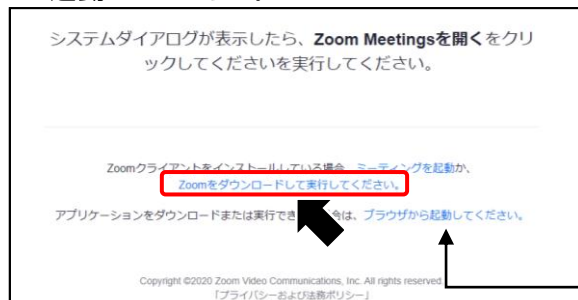 システムダイアログが表示したら、Zoom Meetingsを開くをクリ
ックしてくださいを実行してください。
Zoomクライアントをインストールしている場合、ミーティングを起動か、
Zoomをダウンロードして実行してください。
アプリケーションをダウンロードまたは実行でき 合は、ブラウザから起動してください。
Copyright ©2020 Zoom Video Communications, Inc. All rights reserved.
「プライバシーおよび法務ポリシー」